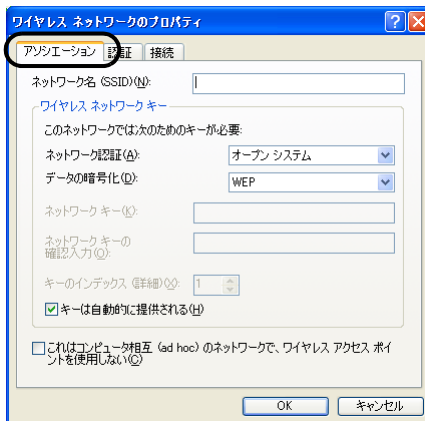 ワイヤレス ネットワークのプロパティ
アソシエーション 認証 接続
ネットワーク名 (SSID)(N):
ワイヤレス ネットワーク キー
このネットワークでは次のためのキーが必要:
ネットワーク認証(A): オープン システム
データの暗号化(D): WEP
ネットワーク キー(K):
ネットワーク キーの
確認入力(O):
キーのインデックス (詳細)(X): 1
キーは自動的に提供される(H)
これはコンピュータ相互 (ad hoc) のネットワークで、ワイヤレス アクセス ポイ
ントを使用しない(C)
OK キャンセル